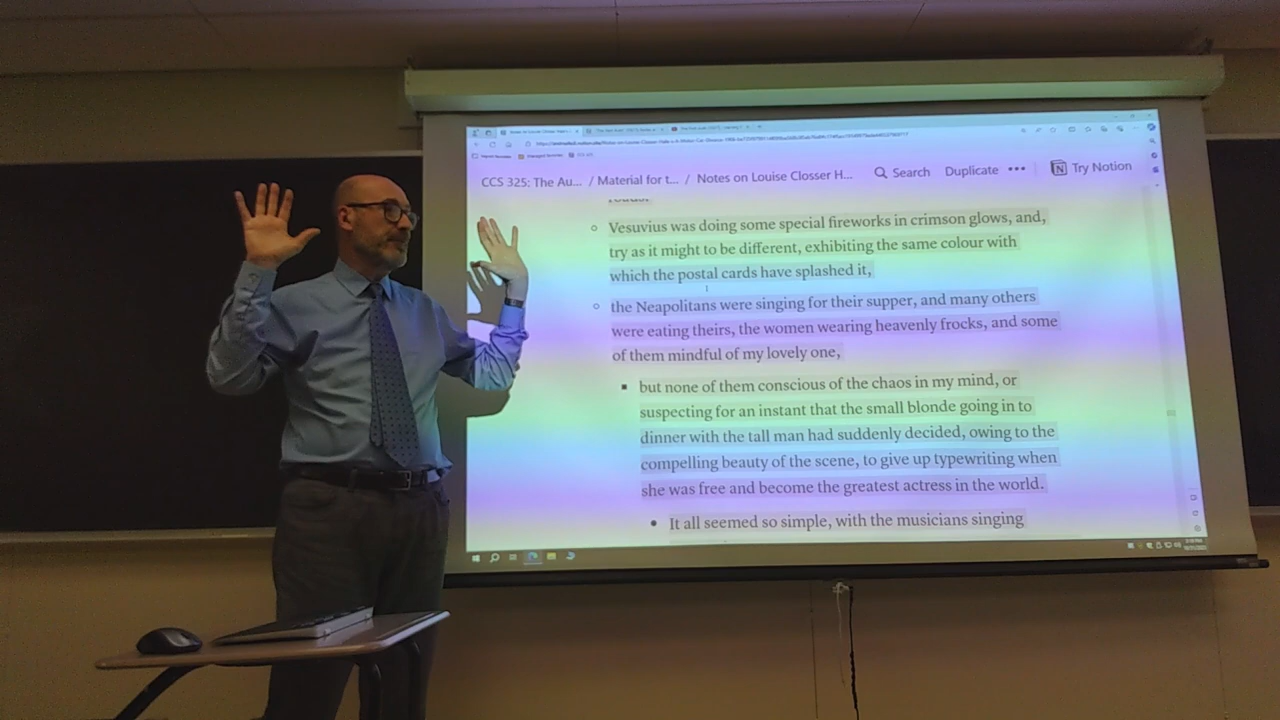 CCS 325: The Au... / Material for t... / Notes on Louise Closser H... Search Duplicate ••• Try Notion
Vesuvius was doing some special fireworks in crimson glows, and,
try as it might to be different, exhibiting the same colour with
which the postal cards have splashed it,
the Neapolitans were singing for their supper, and many others
were eating theirs, the women wearing heavenly frocks, and some
of them mindful of my lovely one,
but none of them conscious of the chaos in my mind, or
suspecting for an instant that the small blonde going in to
dinner with the tall man had suddenly decided, owing to the
compelling beauty of the scene, to give up typewriting when
she was free and become the greatest actress in the world.
It all seemed so simple, with the musicians singing